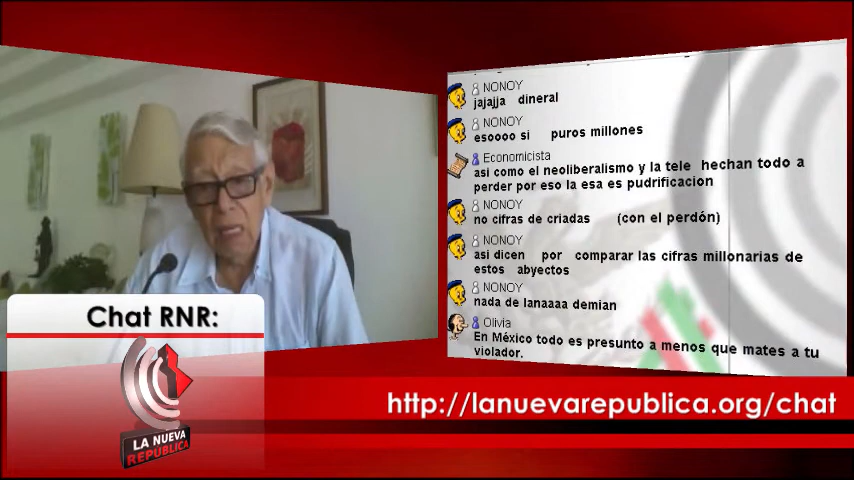 NONOY
jajajja dineral
NONOY
esoooo si puros millones
Economicista
asi como el neoliberalismo y la tele hechan todo a
perder por eso la esa es pudrificacion
NONOY
no cifras de criadas (con el perdón)
NONOY
asi dicen por comparar las cifras millonarias de
estos abyectos
NONOY
nada de lanaaaa demian
Olivia
En México todo es presunto a menos que mates a tu
violador.
Chat RNR:
LA NUEVA
REPUBLICA
http://lanuevarepublica.org/chat